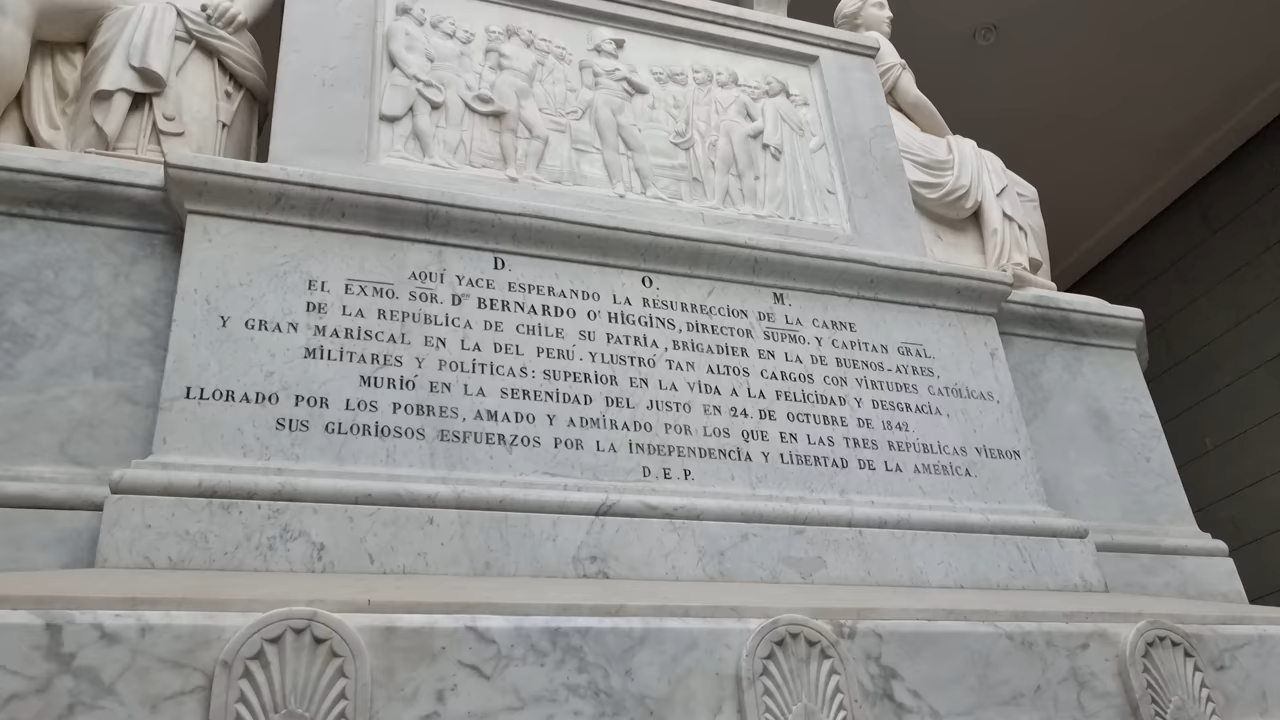 D. O. M.
AQUÍ YACE ESPERANDO LA RESURRECCION DE LA CARNE
EL EXMO. SOR. Dⁿ BERNARDO O' HIGGINS, DIRECTOR SUPMO. Y CAPITAN GRAL.
DE LA REPUBLICA DE CHILE SU PATRIA, BRIGADIER EN LA DE BUENOS-AYRES,
Y GRAN MARISCAL EN LA DEL PERÚ. YLUSTRÓ TAN ALTOS CARGOS CON VIRTUDES CATÓLICAS,
MILITARES Y POLÍTICAS: SUPERIOR EN LA VIDA A LA FELICIDAD Y DESGRACIA,
MURIÓ EN LA SERENIDAD DEL JUSTO EN 24. DE OCTUBRE DE 1842.
LLORADO POR LOS POBRES, AMADO Y ADMIRADO POR LOS QUE EN LAS TRES REPÚBLICAS VIERON
SUS GLORIOSOS ESFUERZOS POR LA INDEPENDENCIA Y LIBERTAD DE LA AMÉRICA.
D.E.P.